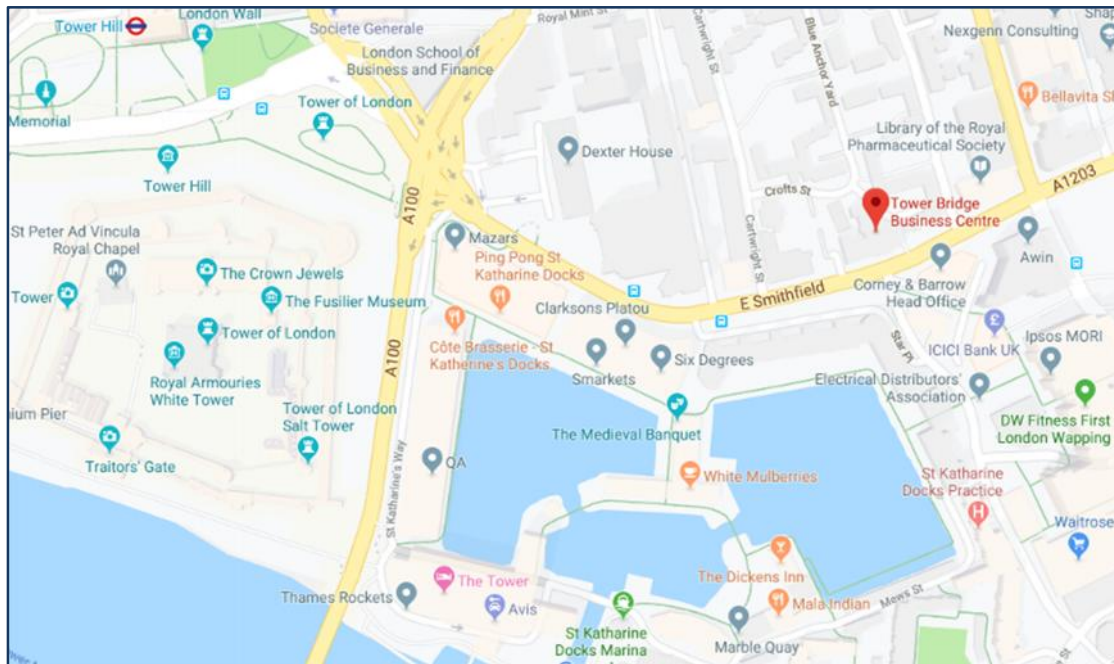 Tower Hill
London Wall
Societe Generale
Royal Mint St
Cartwright St
Blue Anchor Yard
Nexgenn Consulting
London School of
Business and Finance
Tower of London
Memorial
Tower Hill
Dexter House
Bellavita
Library of the Royal
Pharmaceutical Society
Crofts St
A1203
Tower Bridge
Business Centre
A100
Cartwright St
St Peter Ad Vincula
Royal Chapel
Mazars
Ping Pong St
Katharine Docks
Awin
The Crown Jewels
Tower
The Fusilier Museum
E Smithfield
Corney & Barrow
Head Office
Clarksons Platou
Tower of London
Côte Brasserie - St
Katherine's Docks
A100
Six Degrees
Smarkets
Star Pl
ICICI Bank UK
Ipsos MORI
Royal Armouries
White Tower
Electrical Distributors'
Association
Tower of London
Salt Tower
Pier
The Medieval Banquet
DW Fitness First
London Wapping
Traitors' Gate
St Katharine's Way
QA
White Mulberries
St Katharine
Docks Practice
Waitrose
The Tower
The Dickens Inn
Thames Rockets
Avis
Mala Indian
Mews St
St Katharine
Docks Marina
Marble Quay
St